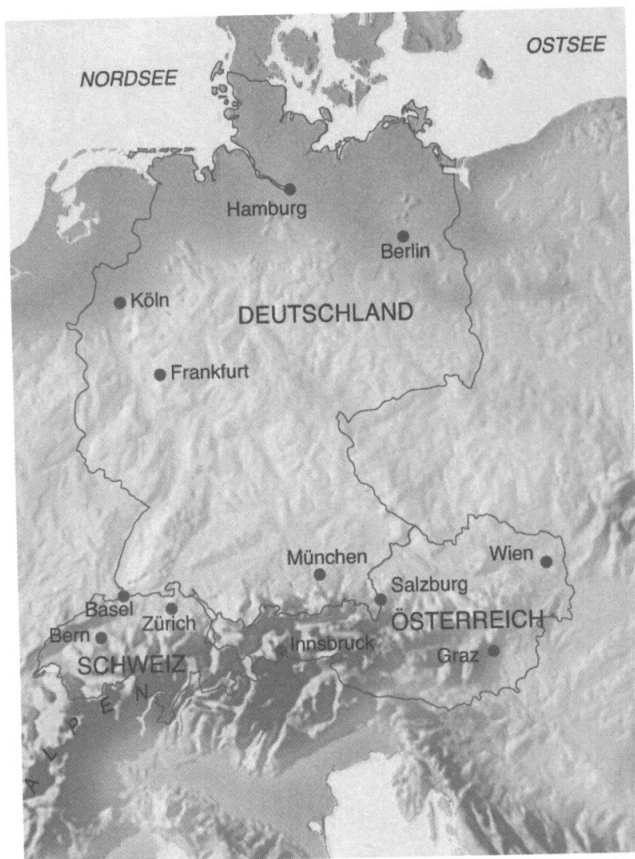 OSTSEE
NORDSEE
Hamburg
Berlin
Köln
DEUTSCHLAND
Frankfurt
München
Wien
Salzburg
Basel
Zürich
ÖSTERREICH
Bern
Innsbruck
Graz
SCHWEIZ
ALPEN